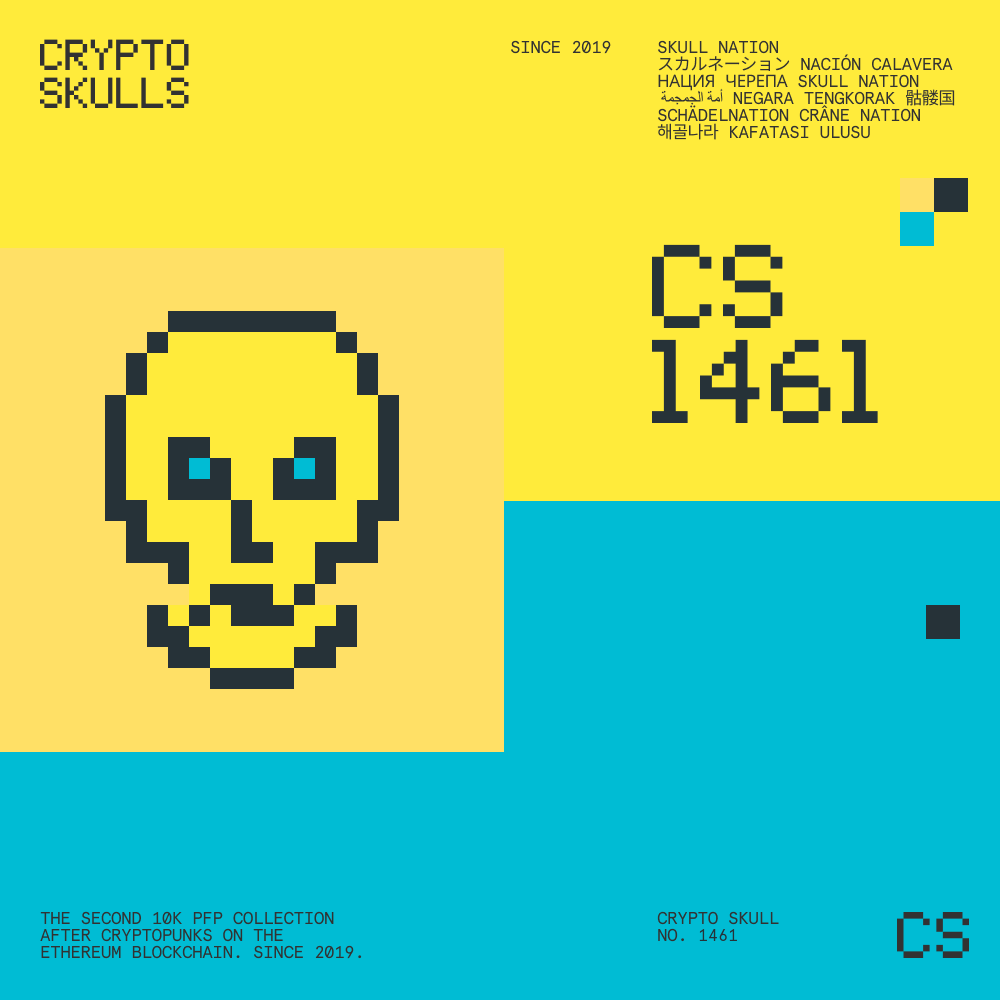 CRYPTO
SKULLS
SINCE 2019
SKULL NATION
スカルネーション NACIÓN CALAVERA
НАЦИЯ ЧЕРЕПА SKULL NATION
أمة الجمجمة NEGARA TENGKORAK 骷髏国
SCHÄDELNATION CRÂNE NATION
해골나라 KAFATASI ULUSU
CS
1461
THE SECOND 10K PFP COLLECTION
AFTER CRYPTOPUNKS ON THE
ETHEREUM BLOCKCHAIN. SINCE 2019.
CRYPTO SKULL
NO. 1461
CS